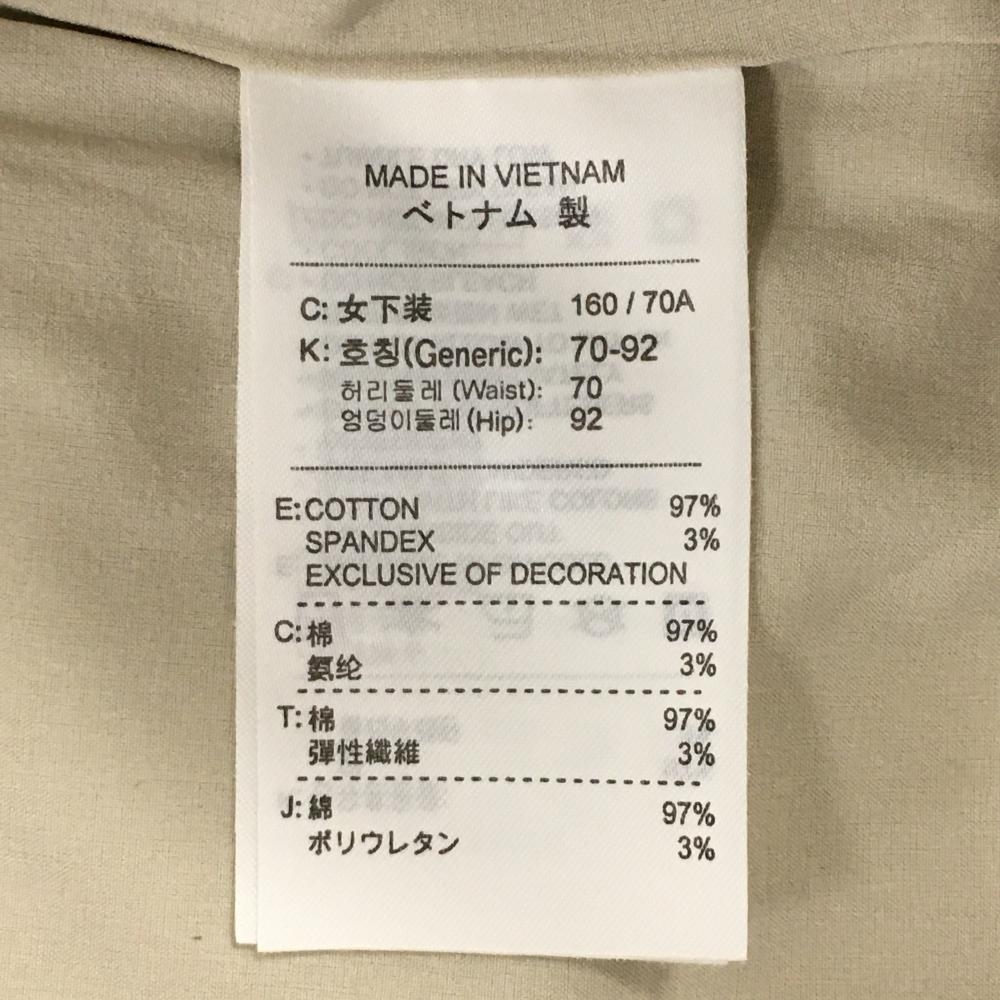 MADE IN VIETNAM
ベトナム 製
C: 女下装 160 / 70A
K: 호칭(Generic): 70-92
허리둘레 (Waist): 70
엉덩이둘레 (Hip): 92
E: COTTON 97%
SPANDEX 3%
EXCLUSIVE OF DECORATION
C: 棉 97%
氨纶 3%
T: 棉 97%
彈性纖維 3%
J: 綿 97%
ポリウレタン 3%